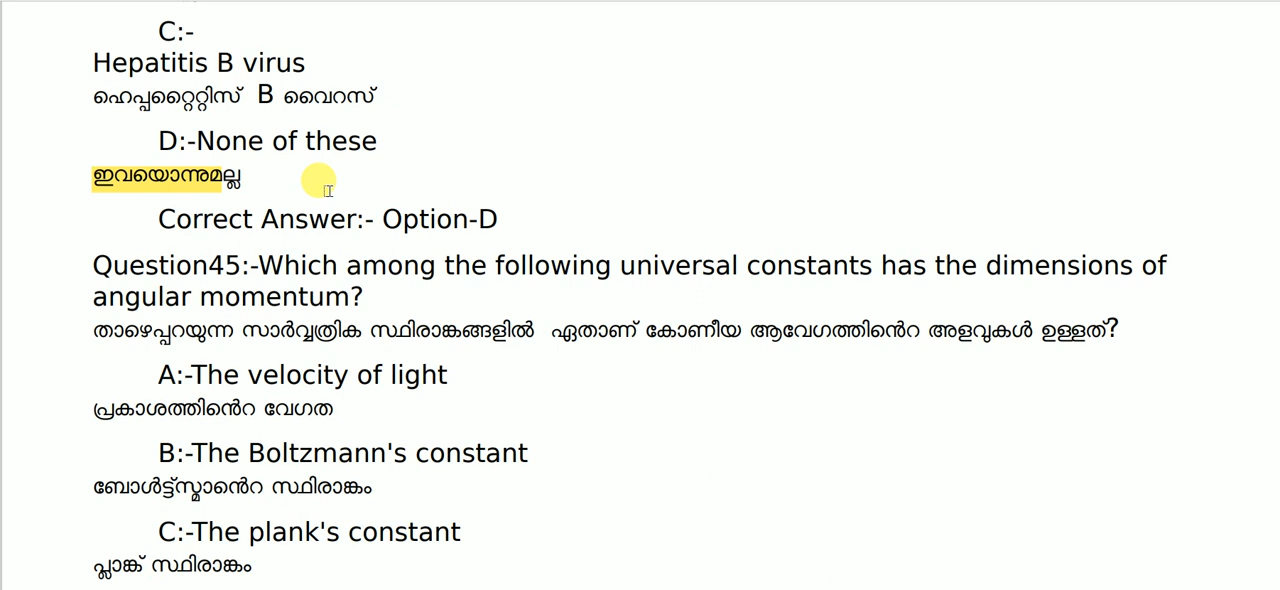 C:-
Hepatitis B virus
ഹെപ്പറ്റൈറ്റിസ് B വൈറസ്
D:-None of these
ഇവയൊന്നുമല്ല
Correct Answer:- Option-D
Question45:-Which among the following universal constants has the dimensions of
angular momentum?
താഴെപ്പറയുന്ന സാർവ്വത്രിക സ്ഥിരാങ്കങ്ങളിൽ ഏതാണ് കോണീയ ആവേഗത്തിൻെറ അളവുകൾ ഉള്ളത്?
A:-The velocity of light
പ്രകാശത്തിൻെറ വേഗത
B:-The Boltzmann's constant
ബോൾട്ട്സ്മാൻെറ സ്ഥിരാങ്കം
C:-The plank's constant
പ്ലാങ്ക് സ്ഥിരാങ്കം